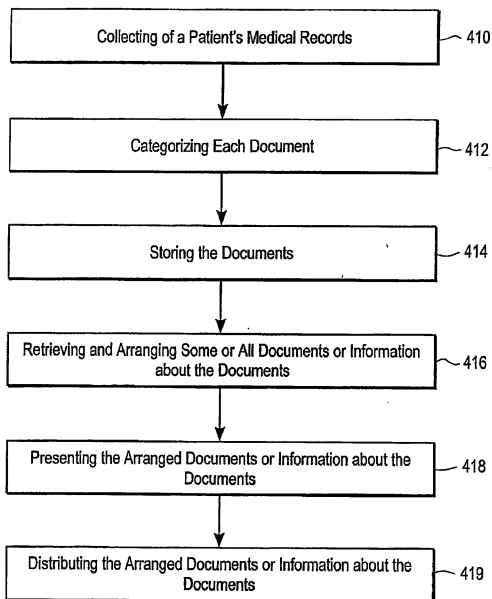 Collecting of a Patient's Medical Records
410
Categorizing Each Document
412
Storing the Documents
414
Retrieving and Arranging Some or All Documents or Information
about the Documents
416
Presenting the Arranged Documents or Information about the
Documents
418
Distributing the Arranged Documents or Information about the
Documents
419